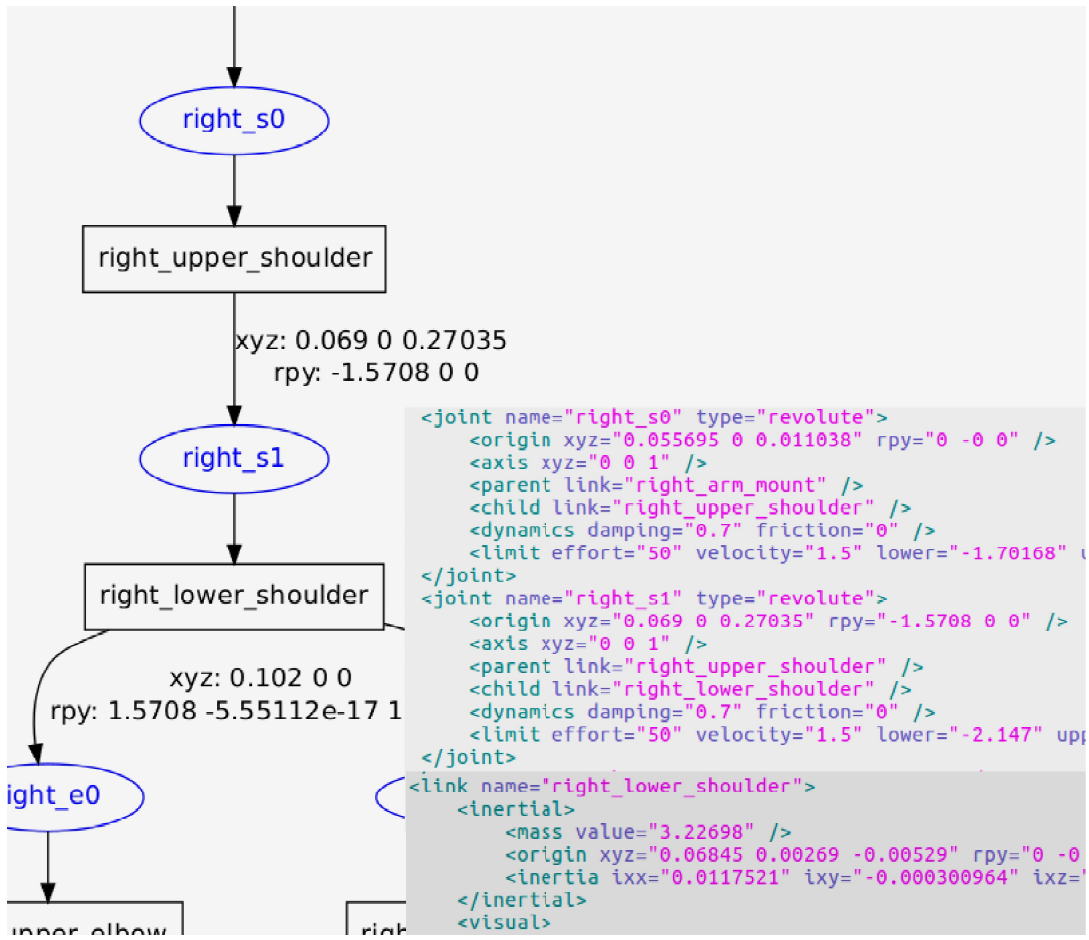 right_s0
right_upper_shoulder
xyz: 0.069 0 0.27035
rpy: -1.5708 0 0
right_s1
right_lower_shoulder
xyz: 0.102 0 0
rpy: 1.5708 -5.55112e-17 1
ight_e0
upper_elbow
righ
<joint name="right_s0" type="revolute">
<origin xyz="0.055695 0 0.011038" rpy="0 -0 0" />
<axis xyz="0 0 1" />
<parent link="right_arm_mount" />
<child link="right_upper_shoulder" />
<dynamics damping="0.7" friction="0" />
<limit effort="50" velocity="1.5" lower="-1.70168" u
</joint>
<joint name="right_s1" type="revolute">
<origin xyz="0.069 0 0.27035" rpy="-1.5708 0 0" />
<axis xyz="0 0 1" />
<parent link="right_upper_shoulder" />
<child link="right_lower_shoulder" />
<dynamics damping="0.7" friction="0" />
<limit effort="50" velocity="1.5" lower="-2.147" upp
</joint>
<link name="right_lower_shoulder">
<inertial>
<mass value="3.22698" />
<origin xyz="0.06845 0.00269 -0.00529" rpy="0 -0
<inertia ixx="0.0117521" ixy="-0.000300964" ixz="
</inertial>
<visual>